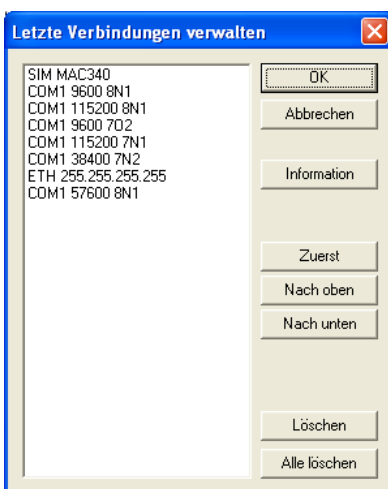 Letzte Verbindungen verwalten
SIM MAC340
COM1 9600 8N1
COM1 115200 8N1
COM1 9600 7O2
COM1 115200 7N1
COM1 38400 7N2
ETH 255.255.255.255
COM1 57600 8N1
OK
Abbrechen
Information
Zuerst
Nach oben
Nach unten
Löschen
Alle löschen